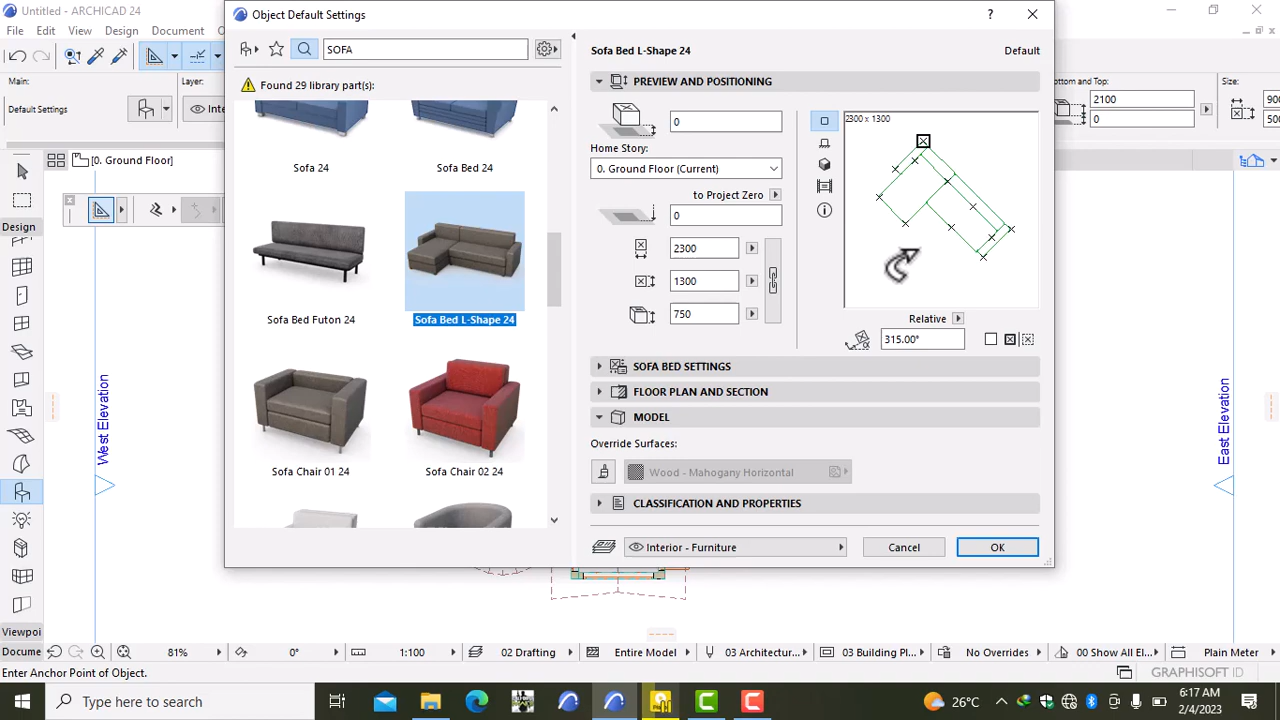 Untitled - ARCHICAD 24
File
Edit
View
Design
Main:
Layer:
Default Settings
[0. Ground Floor]
Design
Viewpoi
Docume
West Elevation
Object Default Settings
?
SOFA
Found 29 library part(s):
Sofa 24
Sofa Bed 24
Sofa Bed Futon 24
Sofa Bed L-Shape 24
Sofa Chair 01 24
Sofa Chair 02 24
Sofa Bed L-Shape 24
Default
PREVIEW AND POSITIONING
0
Home Story:
0. Ground Floor (Current)
to Project Zero
0
2300
1300
750
2300 x 1300
Relative
315.00°
SOFA BED SETTINGS
FLOOR PLAN AND SECTION
MODEL
Override Surfaces:
Wood - Mahogany Horizontal
CLASSIFICATION AND PROPERTIES
Interior - Furniture
Cancel
OK
ottom and Top:
Size:
2100
0
East Elevation
81%
0°
1:100
02 Drafting
Entire Model
03 Architectur...
03 Building Pl...
No Overrides
00 Show All El...
Plain Meter
Enter Anchor Point of Object.
GRAPHISOFT ID
Type here to search
26°C
6:17 AM
2/4/2023